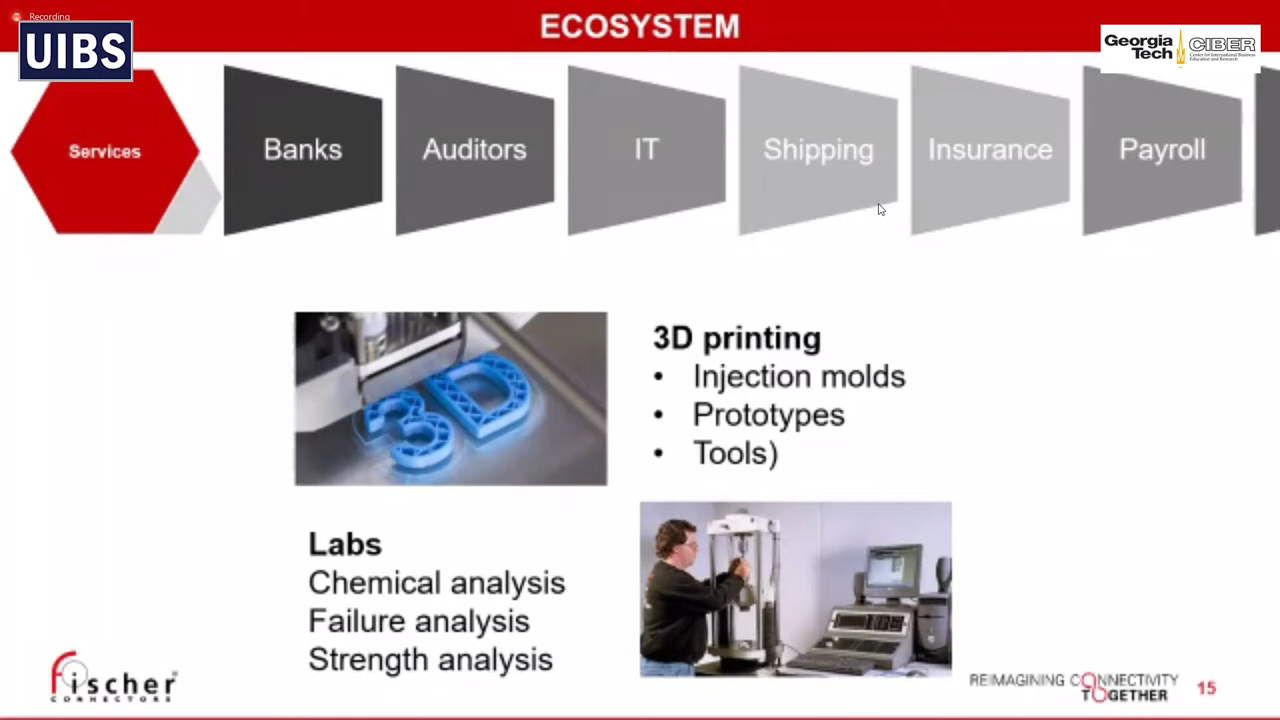 Recording
ECOSYSTEM
UIBS
Georgia Tech
CIBER
Center for International Business Education and Research
Services
Banks
Auditors
IT
Shipping
Insurance
Payroll
3D
3D printing
• Injection molds
• Prototypes
• Tools)
Labs
Chemical analysis
Failure analysis
Strength analysis
fischer
CONNECTORS
REIMAGINING CONNECTIVITY
TOGETHER
15